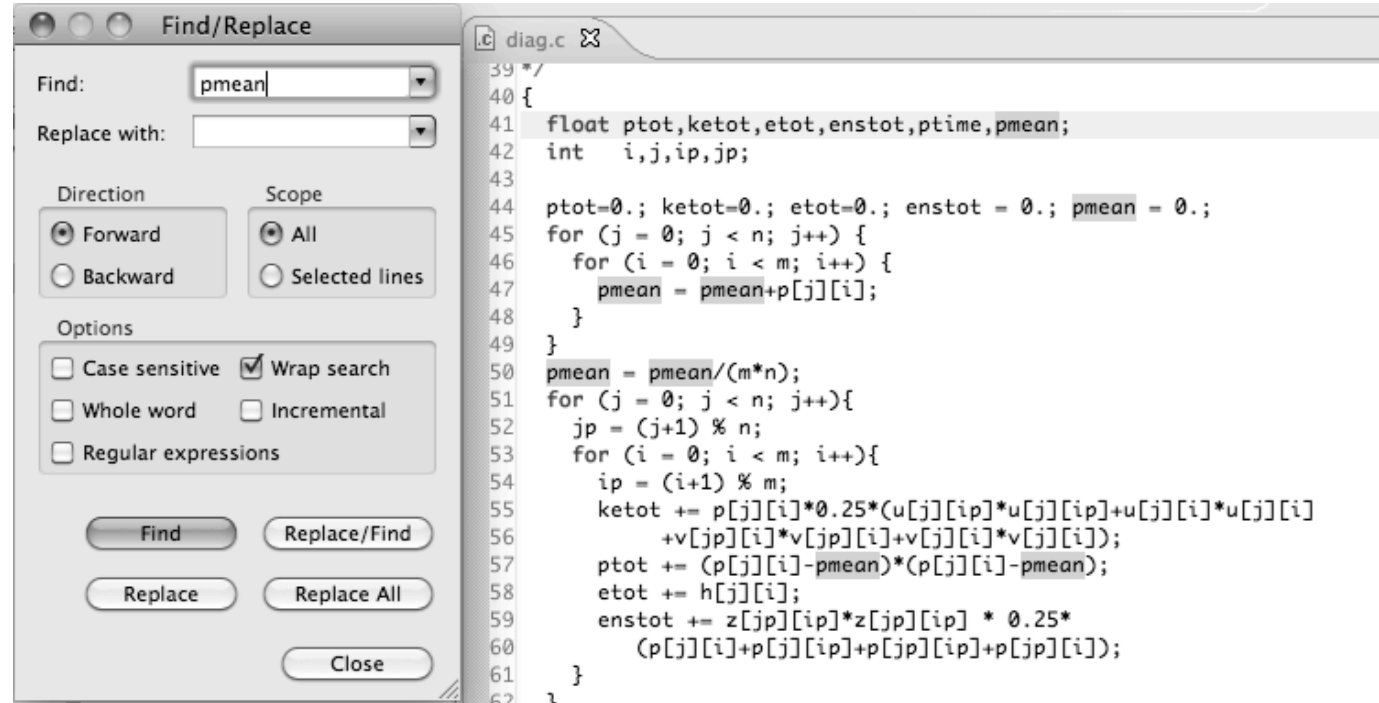 Find/Replace
Find: pmean
Replace with:
Direction
Forward
Backward
Scope
All
Selected lines
Options
Case sensitive Wrap search
Whole word Incremental
Regular expressions
Find Replace/Find
Replace Replace All
Close
.c diag.c
39 */
40 {
41   float ptot,ketot,etot,enstot,ptime,pmean;
42   int   i,j,ip,jp;
43
44   ptot=0.; ketot=0.; etot=0.; enstot = 0.; pmean = 0.;
45   for (j = 0; j < n; j++) {
46     for (i = 0; i < m; i++) {
47       pmean = pmean+p[j][i];
48     }
49   }
50   pmean = pmean/(m*n);
51   for (j = 0; j < n; j++){
52     jp = (j+1) % n;
53     for (i = 0; i < m; i++){
54       ip = (i+1) % m;
55       ketot += p[j][i]*0.25*(u[j][ip]*u[j][ip]+u[j][i]*u[j][i]
56            +v[jp][i]*v[jp][i]+v[j][i]*v[j][i]);
57       ptot += (p[j][i]-pmean)*(p[j][i]-pmean);
58       etot += h[j][i];
59       enstot += z[jp][ip]*z[jp][ip] * 0.25*
60          (p[j][i]+p[j][ip]+p[jp][ip]+p[jp][i]);
61     }
62   }